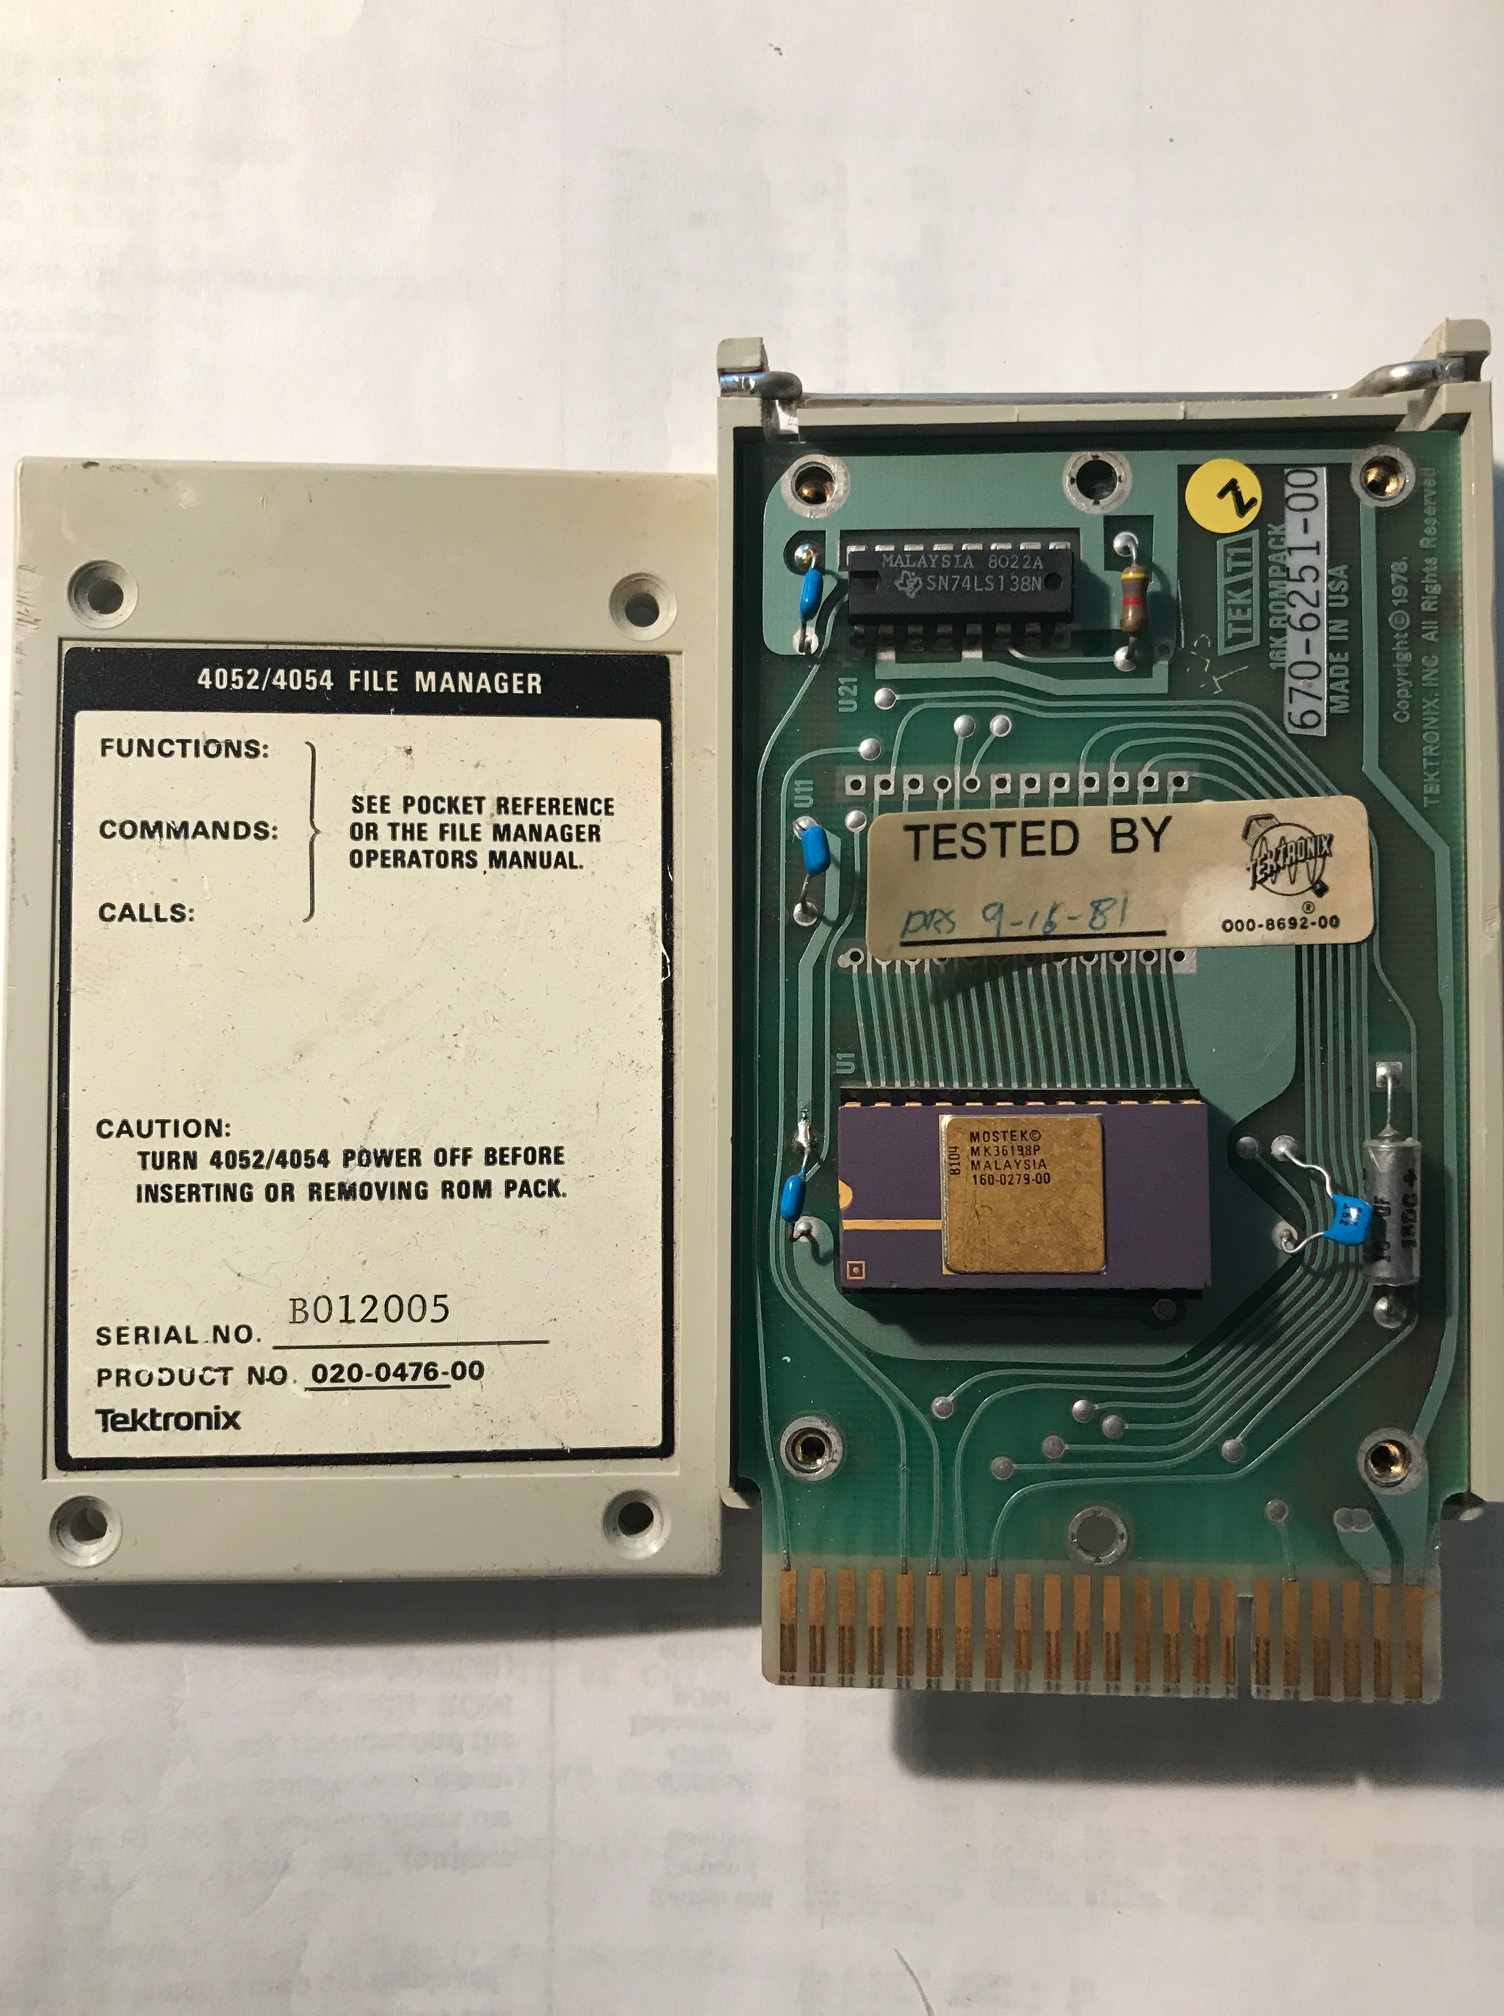 Copyright © 1978,
TEKTRONIX, INC. All Rights Reserved
MADE IN USA
670-6251-00
16K ROMPACK
TEK T1
2
MALAYSIA 8022A
SN74LS138N
U21
U11
U1
TEKTRONIX
®
000-8692-00
TESTED BY
9-16-81
15DC+
MOSTEK©
MK36198P
MALAYSIA
160-0279-00
8104
4052/4054 FILE MANAGER
FUNCTIONS:
COMMANDS:
CALLS:
SEE POCKET REFERENCE
OR THE FILE MANAGER
OPERATORS MANUAL.
CAUTION:
TURN 4052/4054 POWER OFF BEFORE
INSERTING OR REMOVING ROM PACK.
SERIAL NO. B012005
PRODUCT NO. 020-0476-00
Tektronix